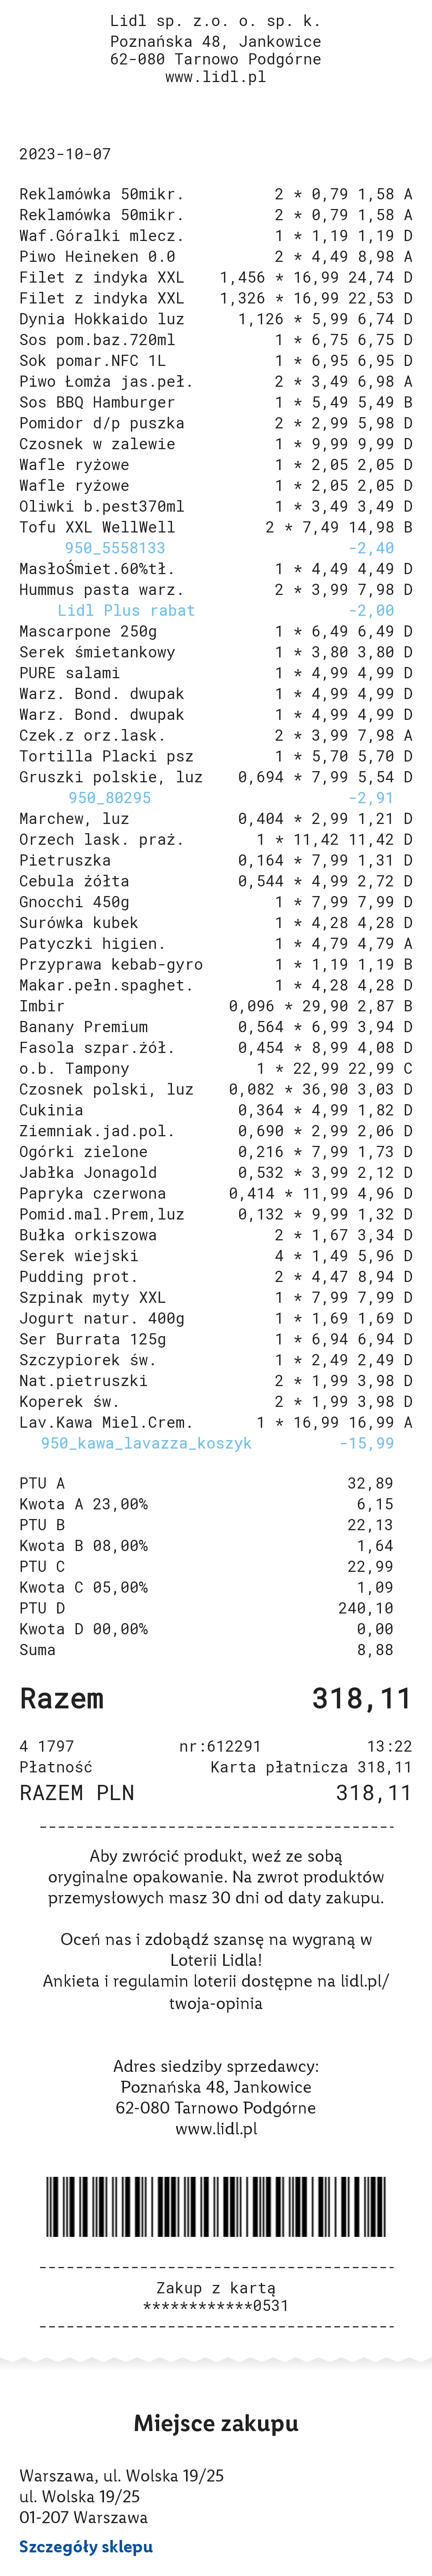 Lidl sp. z.o. o. sp. k.
Poznańska 48, Jankowice
62-080 Tarnowo Podgórne
www.lidl.pl
2023-10-07
Reklamówka 50mikr. 2 * 0,79 1,58 A
Reklamówka 50mikr. 2 * 0,79 1,58 A
Waf.Góralki mlecz. 1 * 1,19 1,19 D
Piwo Heineken 0.0 2 * 4,49 8,98 A
Filet z indyka XXL 1,456 * 16,99 24,74 D
Filet z indyka XXL 1,326 * 16,99 22,53 D
Dynia Hokkaido luz 1,126 * 5,99 6,74 D
Sos pom.baz.720ml 1 * 6,75 6,75 D
Sok pomar.NFC 1L 1 * 6,95 6,95 D
Piwo Łomża jas.peł. 2 * 3,49 6,98 A
Sos BBQ Hamburger 1 * 5,49 5,49 B
Pomidor d/p puszka 2 * 2,99 5,98 D
Czosnek w zalewie 1 * 9,99 9,99 D
Wafle ryżowe 1 * 2,05 2,05 D
Wafle ryżowe 1 * 2,05 2,05 D
Oliwki b.pest370ml 1 * 3,49 3,49 D
Tofu XXL WellWell 2 * 7,49 14,98 B
950_5558133 -2,40
MasłoŚmiet.60%tł. 1 * 4,49 4,49 D
Hummus pasta warz. 2 * 3,99 7,98 D
Lidl Plus rabat -2,00
Mascarpone 250g 1 * 6,49 6,49 D
Serek śmietankowy 1 * 3,80 3,80 D
PURE salami 1 * 4,99 4,99 D
Warz. Bond. dwupak 1 * 4,99 4,99 D
Warz. Bond. dwupak 1 * 4,99 4,99 D
Czek.z orz.lask. 2 * 3,99 7,98 A
Tortilla Placki psz 1 * 5,70 5,70 D
Gruszki polskie, luz 0,694 * 7,99 5,54 D
950_80295 -2,91
Marchew, luz 0,404 * 2,99 1,21 D
Orzech lask. praż. 1 * 11,42 11,42 D
Pietruszka 0,164 * 7,99 1,31 D
Cebula żółta 0,544 * 4,99 2,72 D
Gnocchi 450g 1 * 7,99 7,99 D
Surówka kubek 1 * 4,28 4,28 D
Patyczki higien. 1 * 4,79 4,79 A
Przyprawa kebab-gyro 1 * 1,19 1,19 B
Makar.pełn.spaghet. 1 * 4,28 4,28 D
Imbir 0,096 * 29,90 2,87 B
Banany Premium 0,564 * 6,99 3,94 D
Fasola szpar.żół. 0,454 * 8,99 4,08 D
o.b. Tampony 1 * 22,99 22,99 C
Czosnek polski, luz 0,082 * 36,90 3,03 D
Cukinia 0,364 * 4,99 1,82 D
Ziemniak.jad.pol. 0,690 * 2,99 2,06 D
Ogórki zielone 0,216 * 7,99 1,73 D
Jabłka Jonagold 0,532 * 3,99 2,12 D
Papryka czerwona 0,414 * 11,99 4,96 D
Pomid.mal.Prem,luz 0,132 * 9,99 1,32 D
Bułka orkiszowa 2 * 1,67 3,34 D
Serek wiejski 4 * 1,49 5,96 D
Pudding prot. 2 * 4,47 8,94 D
Szpinak myty XXL 1 * 7,99 7,99 D
Jogurt natur. 400g 1 * 1,69 1,69 D
Ser Burrata 125g 1 * 6,94 6,94 D
Szczypiorek św. 1 * 2,49 2,49 D
Nat.pietruszki 2 * 1,99 3,98 D
Koperek św. 2 * 1,99 3,98 D
Lav.Kawa Miel.Crem. 1 * 16,99 16,99 A
950_kawa_lavazza_koszyk -15,99
PTU A 32,89
Kwota A 23,00% 6,15
PTU B 22,13
Kwota B 08,00% 1,64
PTU C 22,99
Kwota C 05,00% 1,09
PTU D 240,10
Kwota D 00,00% 0,00
Suma 8,88
Razem 318,11
4 1797 nr:612291 13:22
Płatność Karta płatnicza 318,11
RAZEM PLN 318,11
Aby zwrócić produkt, weź ze sobą
oryginalne opakowanie. Na zwrot produktów
przemysłowych masz 30 dni od daty zakupu.
Oceń nas i zdobądź szansę na wygraną w
Loterii Lidla!
Ankieta i regulamin loterii dostępne na lidl.pl/
twoja-opinia
Adres siedziby sprzedawcy:
Poznańska 48, Jankowice
62-080 Tarnowo Podgórne
www.lidl.pl
Zakup z kartą
************0531
Miejsce zakupu
Warszawa, ul. Wolska 19/25
ul. Wolska 19/25
01-207 Warszawa
Szczegóły sklepu